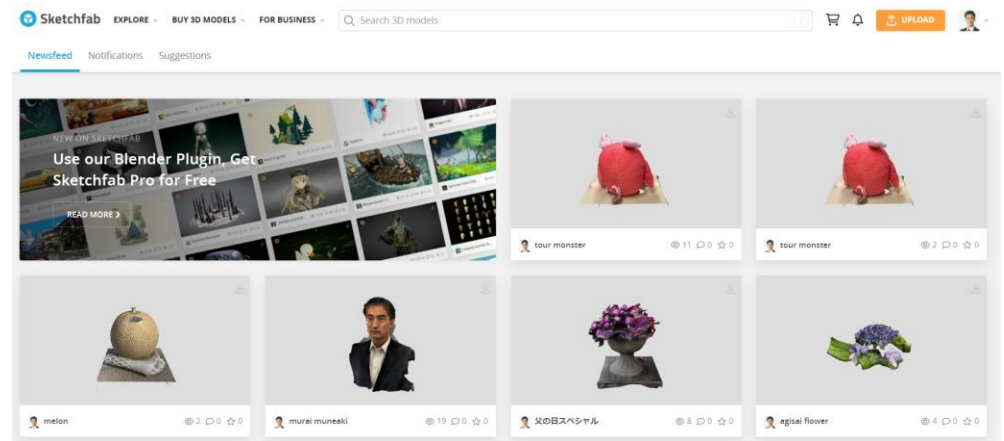 Sketchfab EXPLORE BUY 3D MODELS FOR BUSINESS Search 3D models / UPLOAD
Newsfeed Notifications Suggestions
NEW ON SKETCHFAB
Use our Blender Plugin, Get
Sketchfab Pro for Free
READ MORE >
tour monster 11 0 0
tour monster 2 0 0
melon 2 0 0
murai muneaki 19 0 0
父の日スペシャル 8 0 0
agisai flower 4 0 0